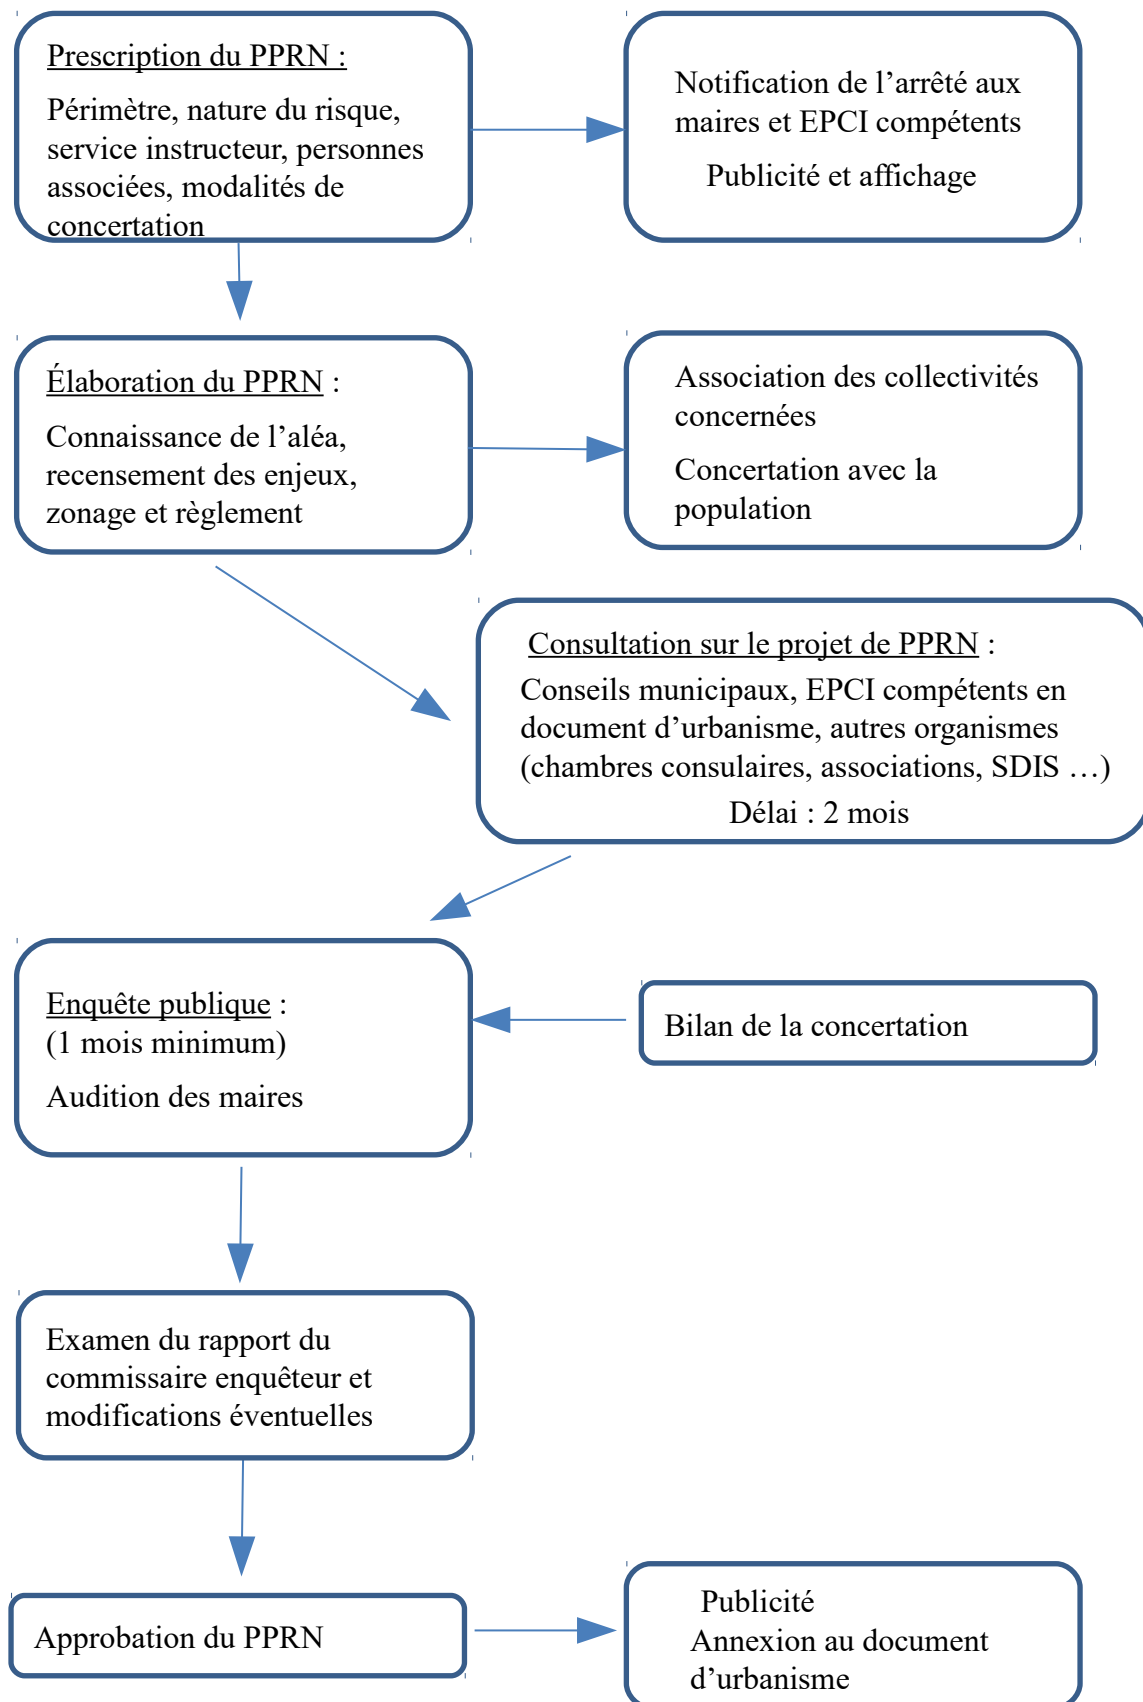 Prescription du PPRN :
Périmètre, nature du risque,
service instructeur, personnes
associées, modalités de
concertation
Notification de l’arrêté aux
maires et EPCI compétents
Publicité et affichage
Élaboration du PPRN :
Connaissance de l’aléa,
recensement des enjeux,
zonage et règlement
Association des collectivités
concernées
Concertation avec la
population
Consultation sur le projet de PPRN :
Conseils municipaux, EPCI compétents en
document d’urbanisme, autres organismes
(chambres consulaires, associations, SDIS …)
Délai : 2 mois
Enquête publique :
(1 mois minimum)
Audition des maires
Bilan de la concertation
Examen du rapport du
commissaire enquêteur et
modifications éventuelles
Approbation du PPRN
Publicité
Annexion au document
d’urbanisme